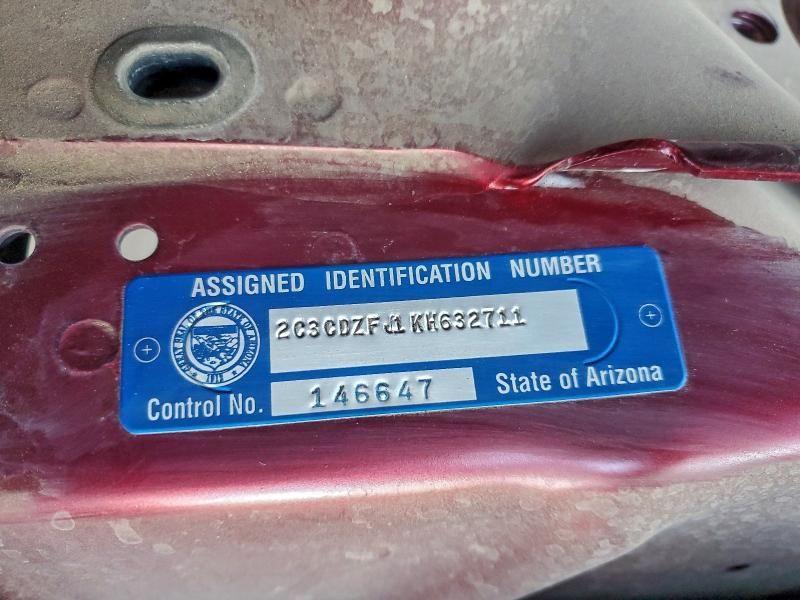 ASSIGNED IDENTIFICATION NUMBER
2C3CDZFJ1KH632711
Control No. 146647 State of Arizona